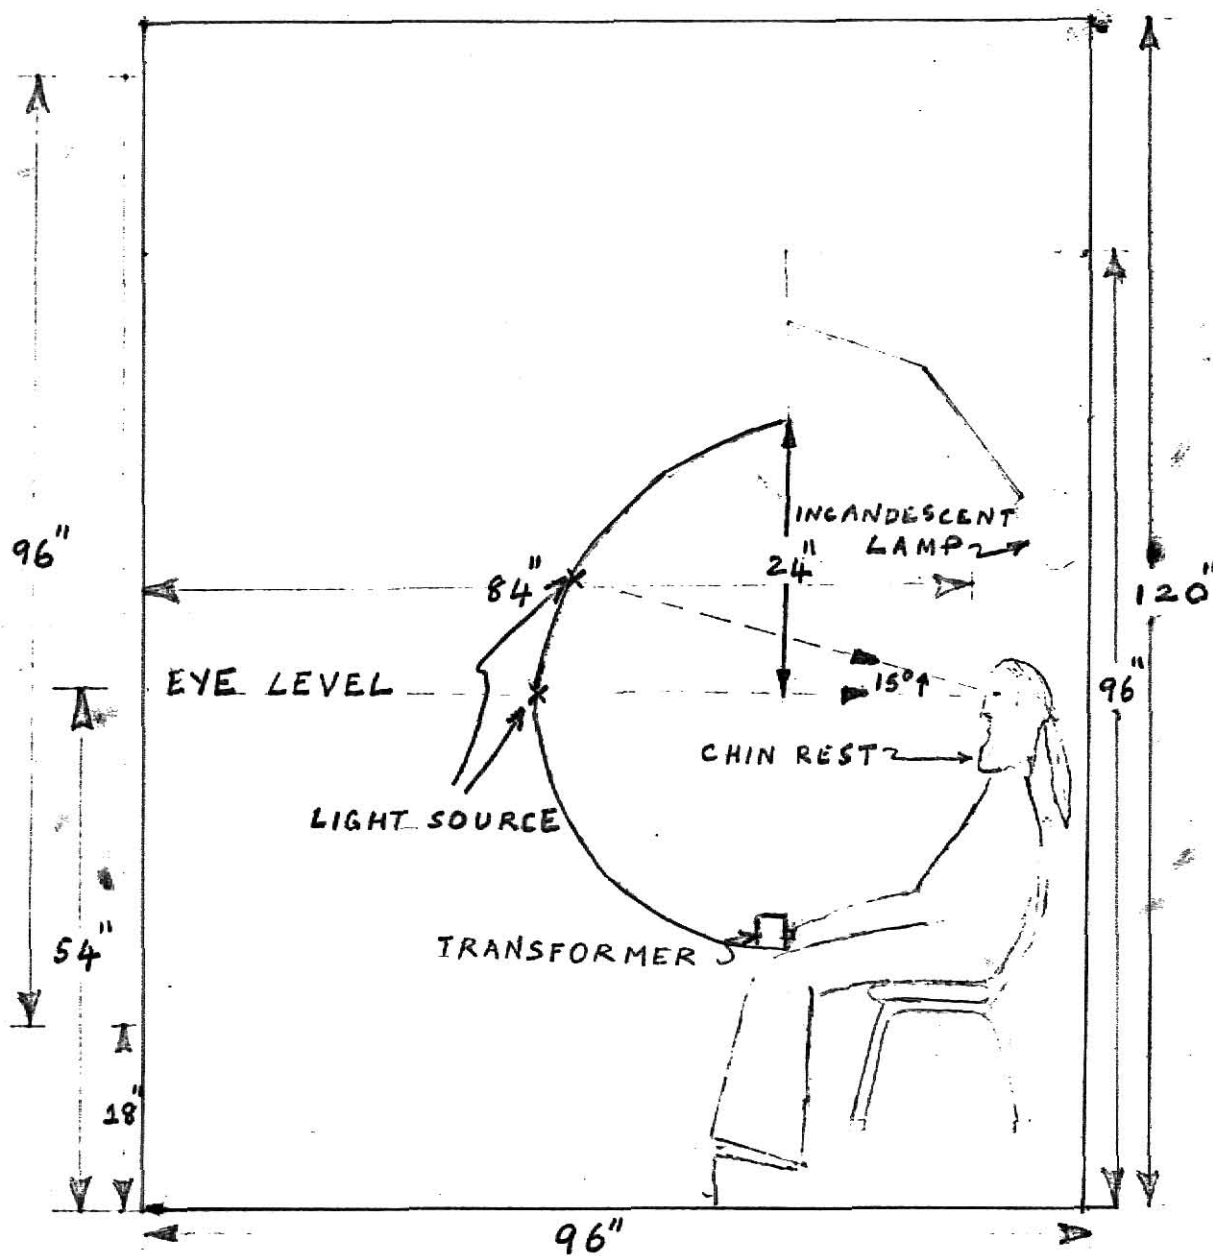 96"
84"
INCANDESCENT
LAMP
24"
120"
EYE LEVEL
15°↑
96"
CHIN REST
LIGHT SOURCE
54"
TRANSFORMER
18"
96"